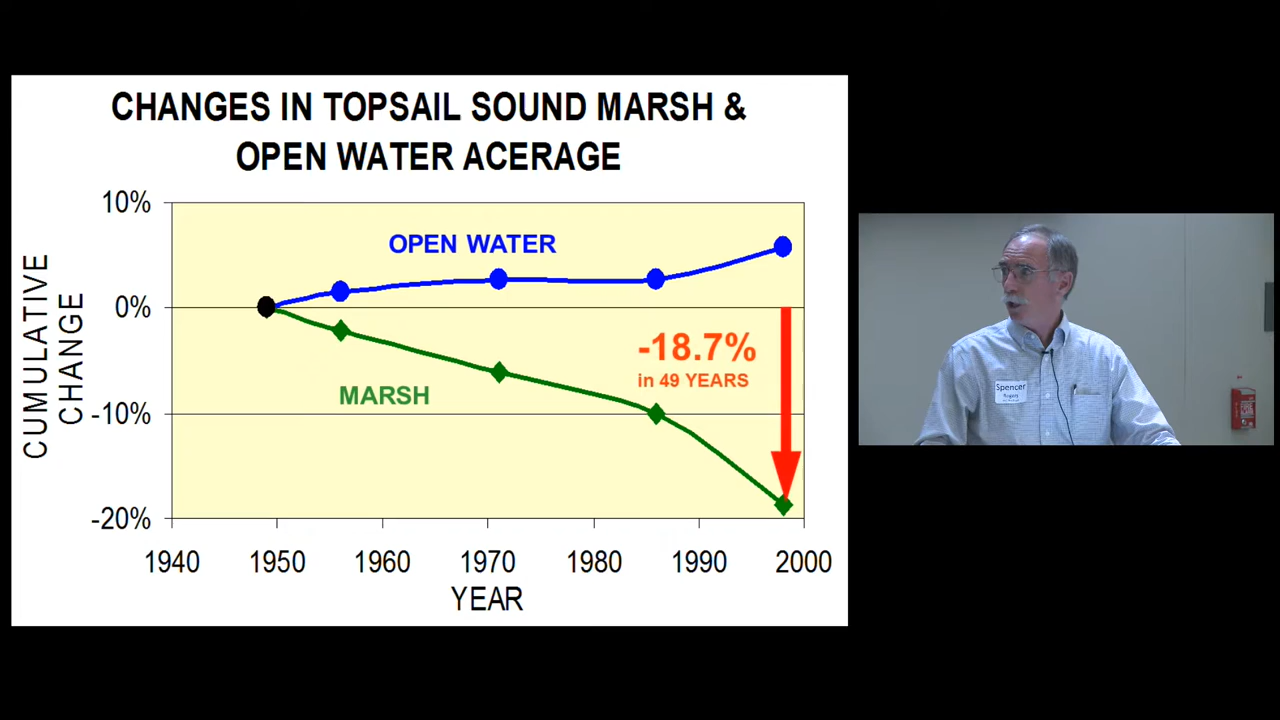 CHANGES IN TOPSAIL SOUND MARSH &
OPEN WATER ACERAGE
CUMULATIVE
CHANGE
10%
0%
-10%
-20%
OPEN WATER
MARSH
-18.7%
in 49 YEARS
1940 1950 1960 1970 1980 1990 2000
YEAR
Spencer